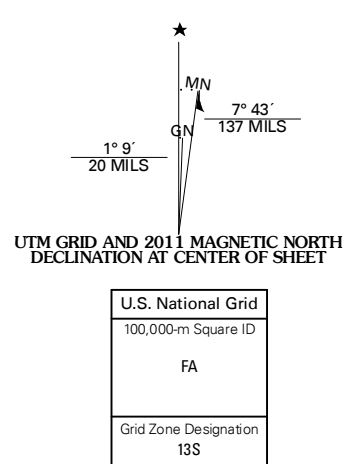 ★
MN
7° 43´
137 MILS
GN
1° 9´
20 MILS
UTM GRID AND 2011 MAGNETIC NORTH
DECLINATION AT CENTER OF SHEET
U.S. National Grid
100,000-m Square ID
FA
Grid Zone Designation
13S